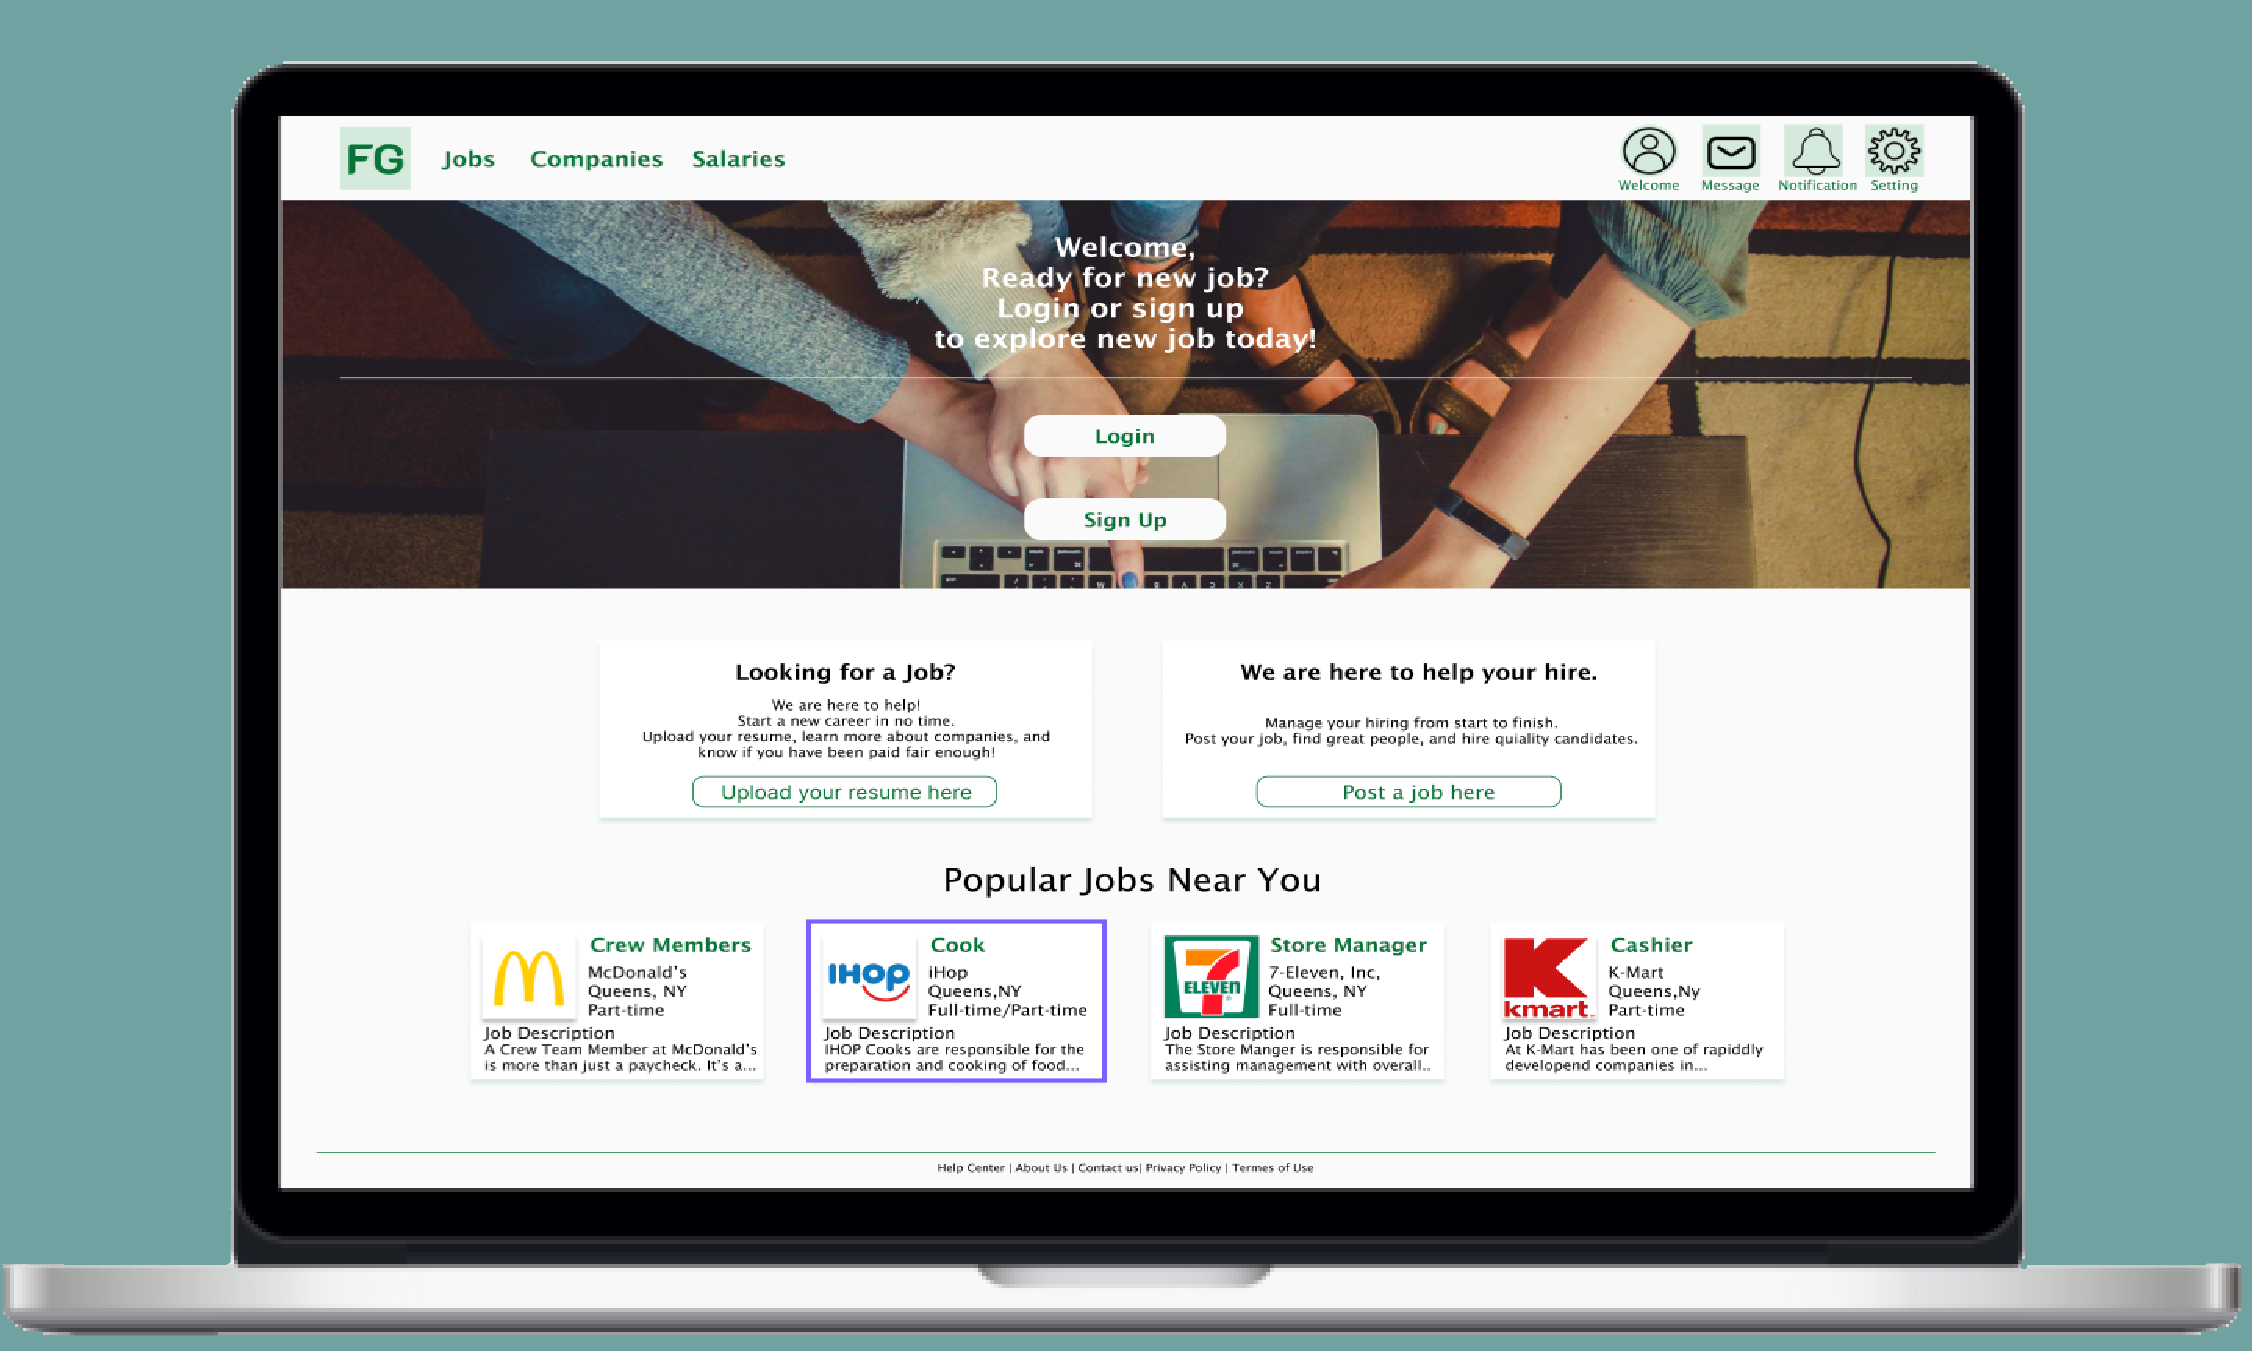 FG Jobs Companies Salaries
Welcome Message Notification Setting
Welcome,
Ready for new job?
Login or sign up
to explore new job today!
Login
Sign Up
Looking for a Job?
We are here to help!
Start a new career in no time.
Upload your resume, learn more about companies, and
know if you have been paid fair enough!
Upload your resume here
We are here to help your hire.
Manage your hiring from start to finish.
Post your job, find great people, and hire quiality candidates.
Post a job here
Popular Jobs Near You
Crew Members
McDonald's
Queens, NY
Part-time
Job Description
A Crew Team Member at McDonald's
is more than just a paycheck. It's a...
IHOP
Cook
iHop
Queens,NY
Full-time/Part-time
Job Description
IHOP Cooks are responsible for the
preparation and cooking of food...
7
ELEVEN
Store Manager
7-Eleven, Inc,
Queens, NY
Full-time
Job Description
The Store Manger is responsible for
assisting management with overall..
K
kmart
Cashier
K-Mart
Queens,Ny
Part-time
Job Description
At K-Mart has been one of rapiddly
developend companies in...
Help Center | About Us | Contact us| Privacy Policy | Termes of Use